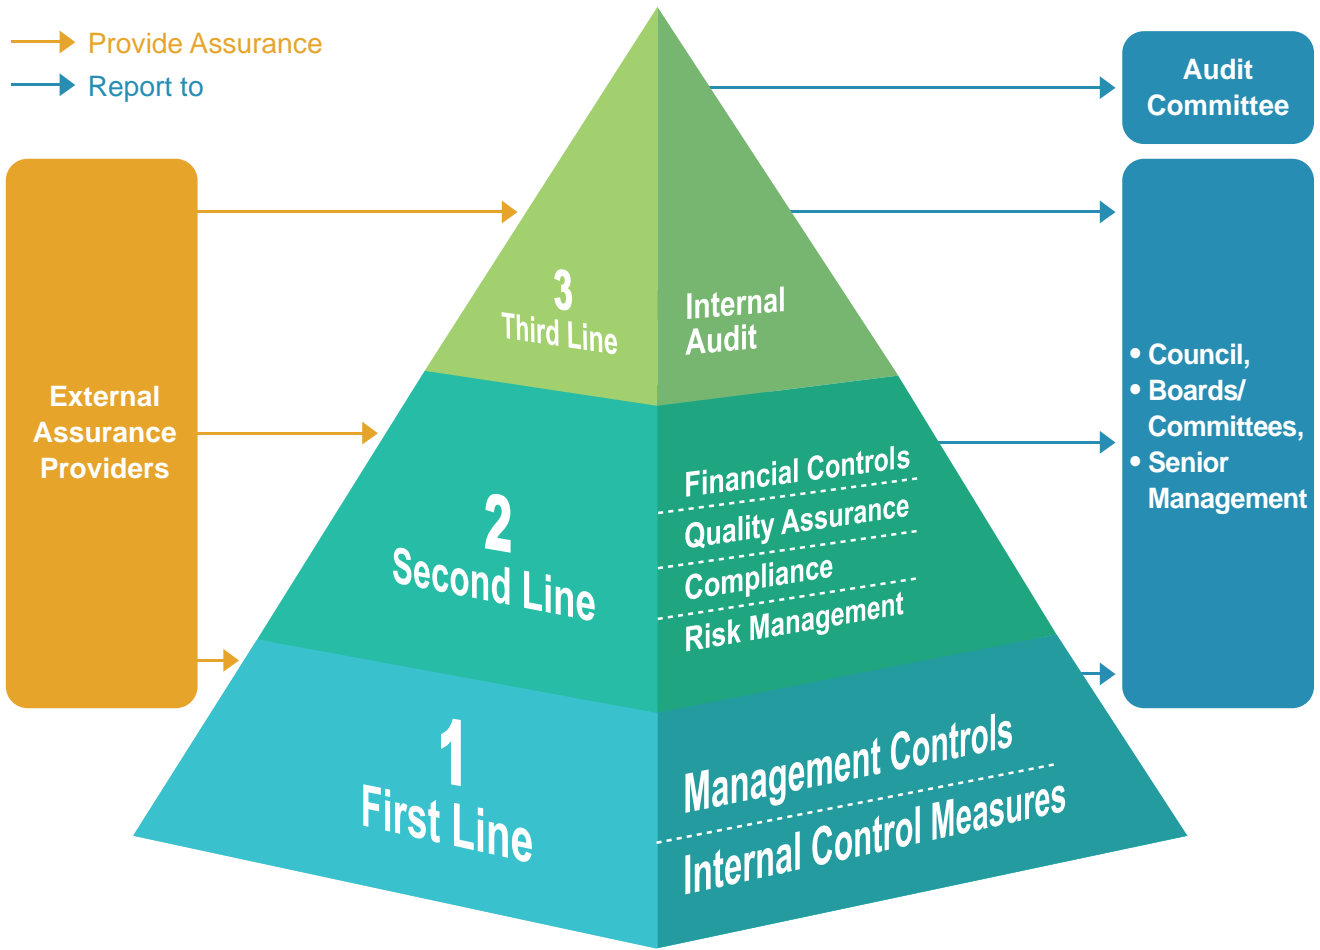 Provide Assurance
Report to
Audit
Committee
External
Assurance
Providers
3
Third Line
Internal
Audit
2
Second Line
Financial Controls
Quality Assurance
Compliance
Risk Management
1
First Line
Management Controls
Internal Control Measures
• Council,
• Boards/
Committees,
• Senior
Management